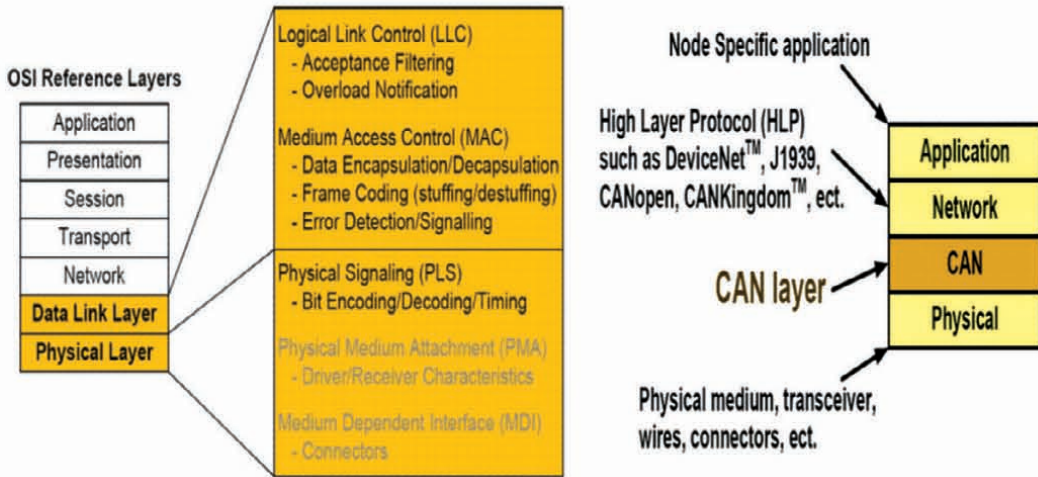 OSI Reference Layers
Application
Presentation
Session
Transport
Network
Data Link Layer
Physical Layer
Logical Link Control (LLC)
- Acceptance Filtering
- Overload Notification
Medium Access Control (MAC)
- Data Encapsulation/Decapsulation
- Frame Coding (stuffing/destuffing)
- Error Detection/Signalling
Physical Signaling (PLS)
- Bit Encoding/Decoding/Timing
Physical Medium Attachment (PMA)
- Driver/Receiver Characteristics
Medium Dependent Interface (MDI)
- Connectors
Node Specific application
High Layer Protocol (HLP)
such as DeviceNet™, J1939,
CANopen, CANKingdom™, ect.
CAN layer
Application
Network
CAN
Physical
Physical medium, transceiver,
wires, connectors, ect.